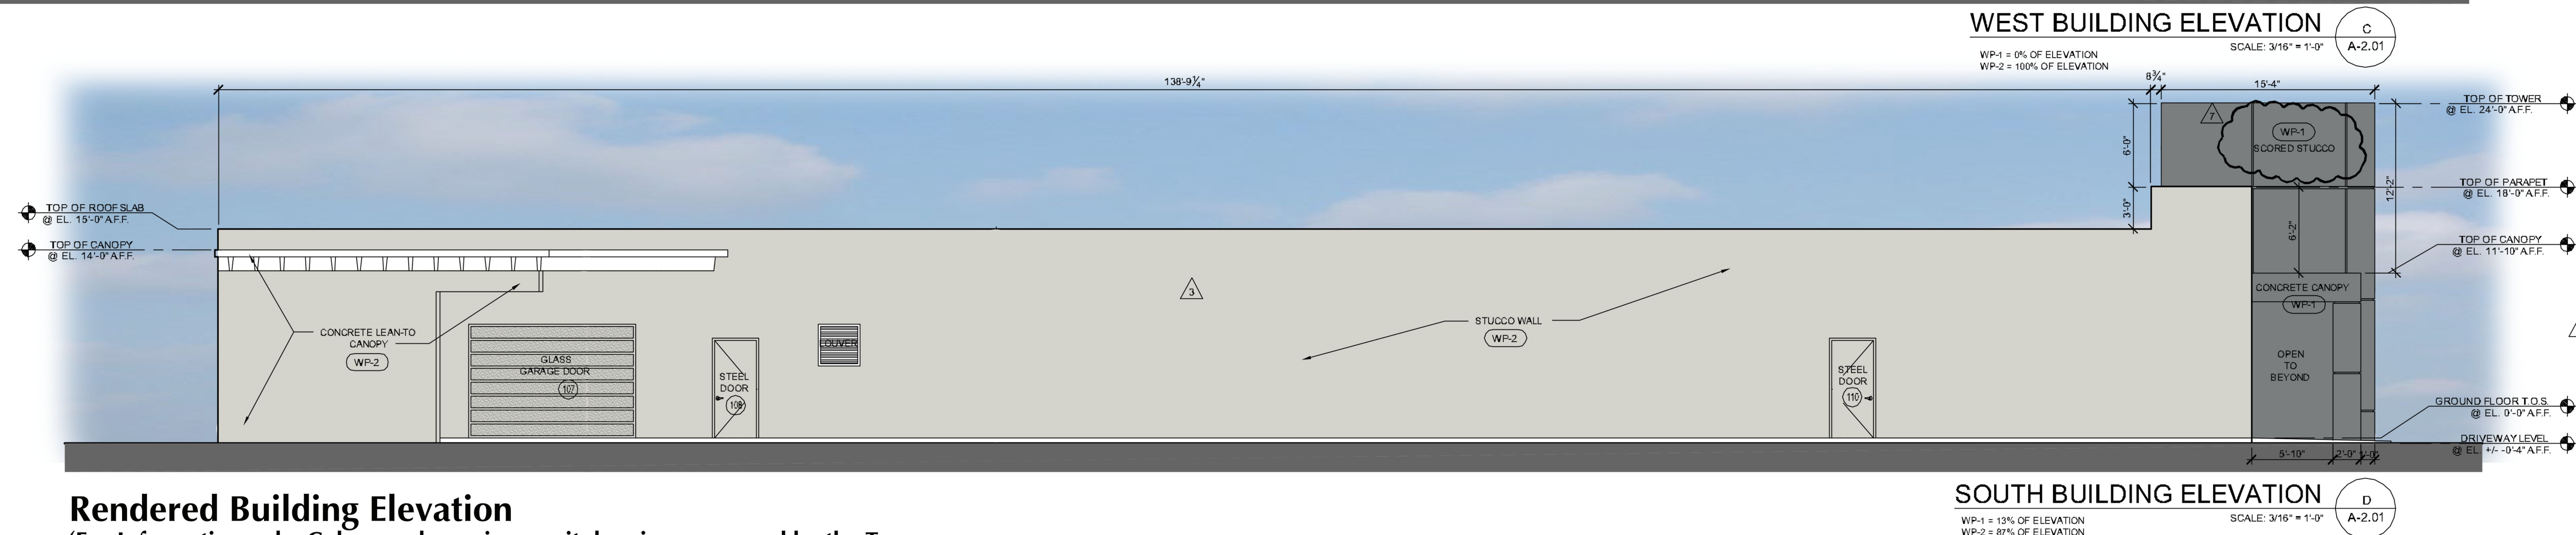 WEST BUILDING ELEVATION
C
A-2.01
SCALE: 3/16" = 1'-0"
WP-1 = 0% OF ELEVATION
WP-2 = 100% OF ELEVATION
138'-9¼"
8¾"
15'-4"
TOP OF TOWER
@ EL. 24'-0" A.F.F.
7
WP-1
SCORED STUCCO
6'-0"
12'-2"
TOP OF PARAPET
@ EL. 18'-0" A.F.F.
3'-0"
6'-2"
TOP OF ROOF SLAB
@ EL. 15'-0" A.F.F.
TOP OF CANOPY
@ EL. 14'-0" A.F.F.
TOP OF CANOPY
@ EL. 11'-10" A.F.F.
3
CONCRETE CANOPY
WP-1
CONCRETE LEAN-TO
CANOPY
WP-2
STUCCO WALL
WP-2
LOUVER
GLASS
GARAGE DOOR
107
STEEL
DOOR
108
STEEL
DOOR
110
OPEN
TO
BEYOND
GROUND FLOOR T.O.S.
@ EL. 0'-0" A.F.F.
DRIVEWAY LEVEL
@ EL. +/- -0'-4" A.F.F.
5'-10"
2'-0"
Rendered Building Elevation
SOUTH BUILDING ELEVATION
D
A-2.01
SCALE: 3/16" = 1'-0"
WP-1 = 13% OF ELEVATION
WP-2 = 87% OF ELEVATION